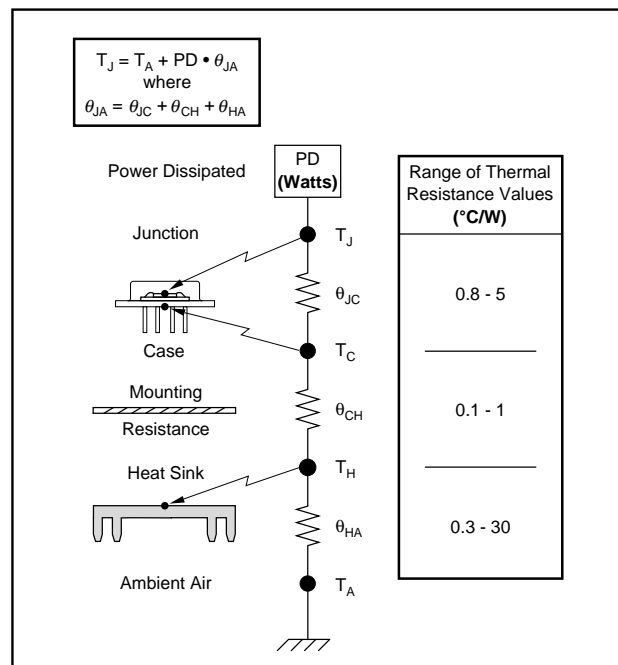 T_J = T_A + PD • θ_JA
where
θ_JA = θ_JC + θ_CH + θ_HA
Power Dissipated
PD
(Watts)
Range of Thermal
Resistance Values
(°C/W)
Junction
T_J
θ_JC
0.8 - 5
Case
T_C
Mounting
Resistance
θ_CH
0.1 - 1
Heat Sink
T_H
θ_HA
0.3 - 30
Ambient Air
T_A